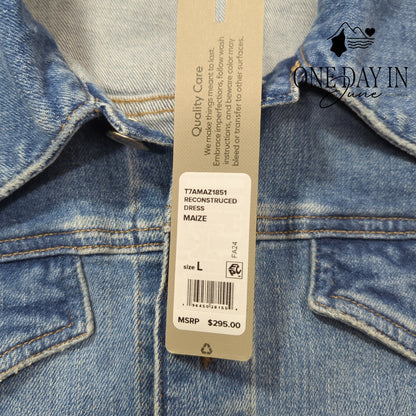 Quality Care
We make things meant to last.
Embrace imperfections, follow wash
instructions, and beware color may
bleed or transfer to other surfaces.
ONE DAY IN
June
T7AMAZ1851
RECONSTRUCED
DRESS
MAIZE
FA24
size L
MSRP $295.00